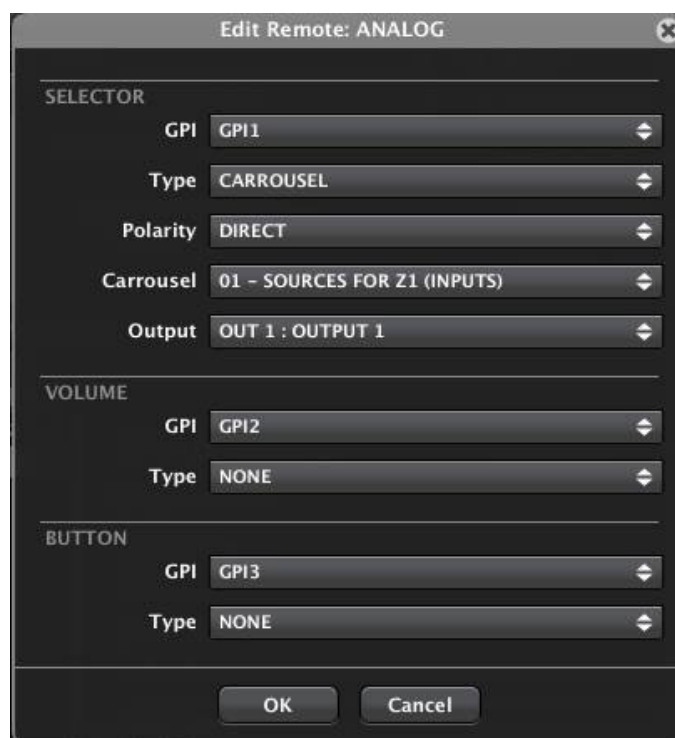 Edit Remote: ANALOG
SELECTOR
GPI GPI1
Type CARROUSEL
Polarity DIRECT
Carrousel 01 – SOURCES FOR Z1 (INPUTS)
Output OUT 1 : OUTPUT 1
VOLUME
GPI GPI2
Type NONE
BUTTON
GPI GPI3
Type NONE
OK Cancel